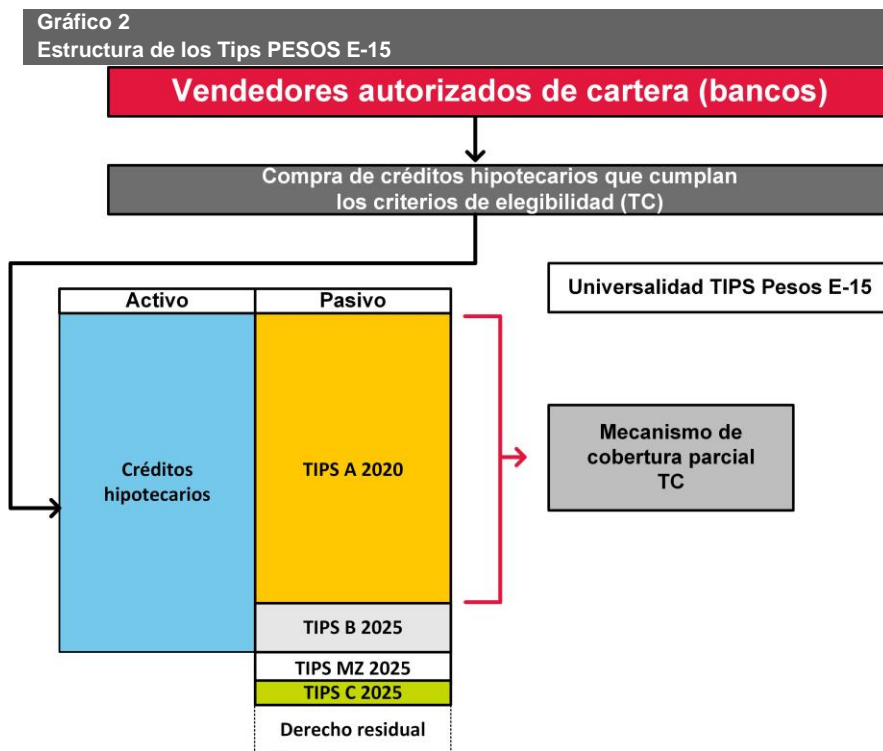 Gráfico 2
Estructura de los Tips PESOS E-15
Vendedores autorizados de cartera (bancos)
Compra de créditos hipotecarios que cumplan
los criterios de elegibilidad (TC)
Universalidad TIPS Pesos E-15
Activo
Pasivo
Créditos
hipotecarios
TIPS A 2020
Mecanismo de
cobertura parcial
TC
TIPS B 2025
TIPS MZ 2025
TIPS C 2025
Derecho residual